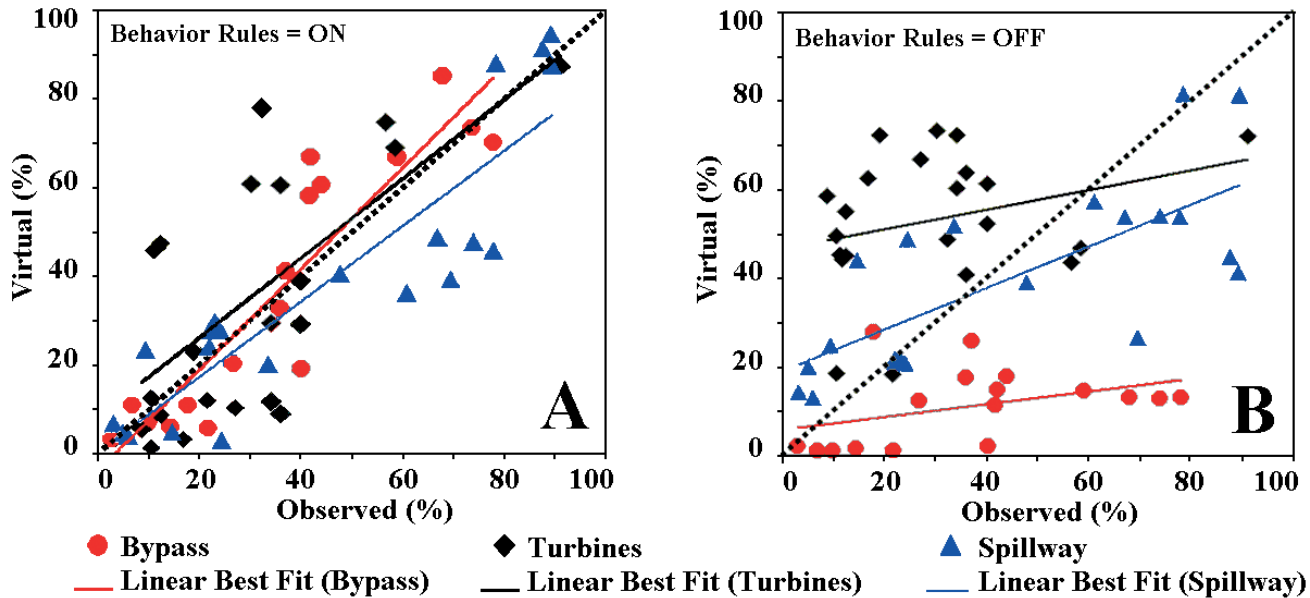 Behavior Rules = ON
100
80
60
40
20
0
Virtual (%)
A
0 20 40 60 80 100
Observed (%)
Behavior Rules = OFF
100
80
60
40
20
0
Virtual (%)
B
0 20 40 60 80 100
Observed (%)
Bypass Turbines Spillway
Linear Best Fit (Bypass) Linear Best Fit (Turbines) Linear Best Fit (Spillway)